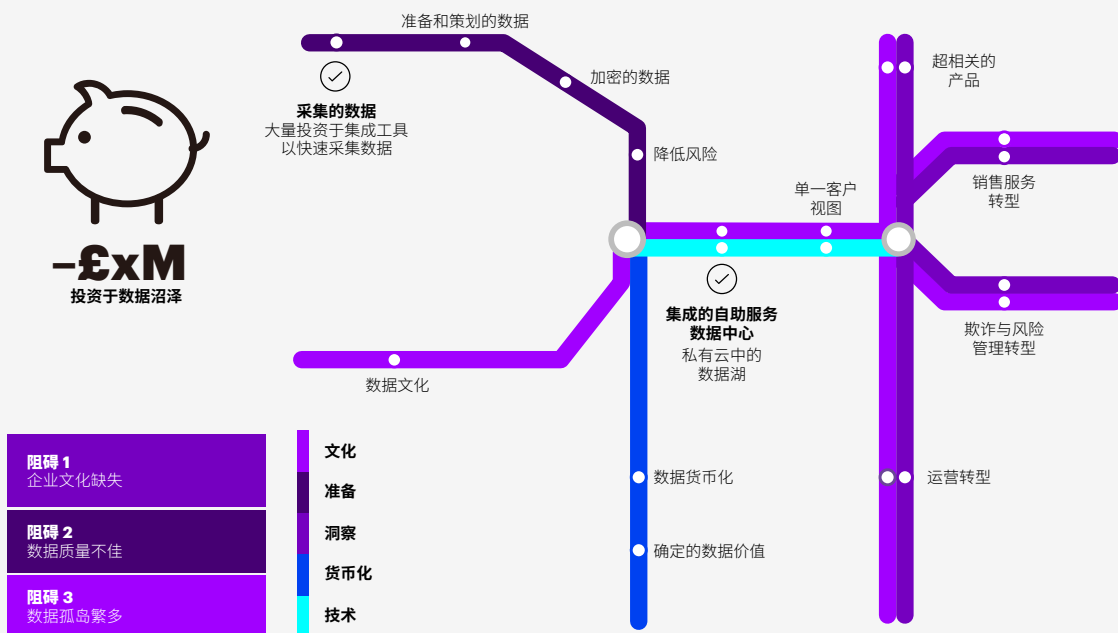 准备和策划的数据
加密的数据
采集的数据
大量投资于集成工具
以快速采集数据
降低风险
超相关的
产品
单一客户
视图
销售服务
转型
–£xM
投资于数据沼泽
集成的自助服务
数据中心
私有云中的
数据湖
欺诈与风险
管理转型
数据文化
数据货币化
运营转型
确定的数据价值
阻碍 1
企业文化缺失
阻碍 2
数据质量不佳
阻碍 3
数据孤岛繁多
文化
准备
洞察
货币化
技术